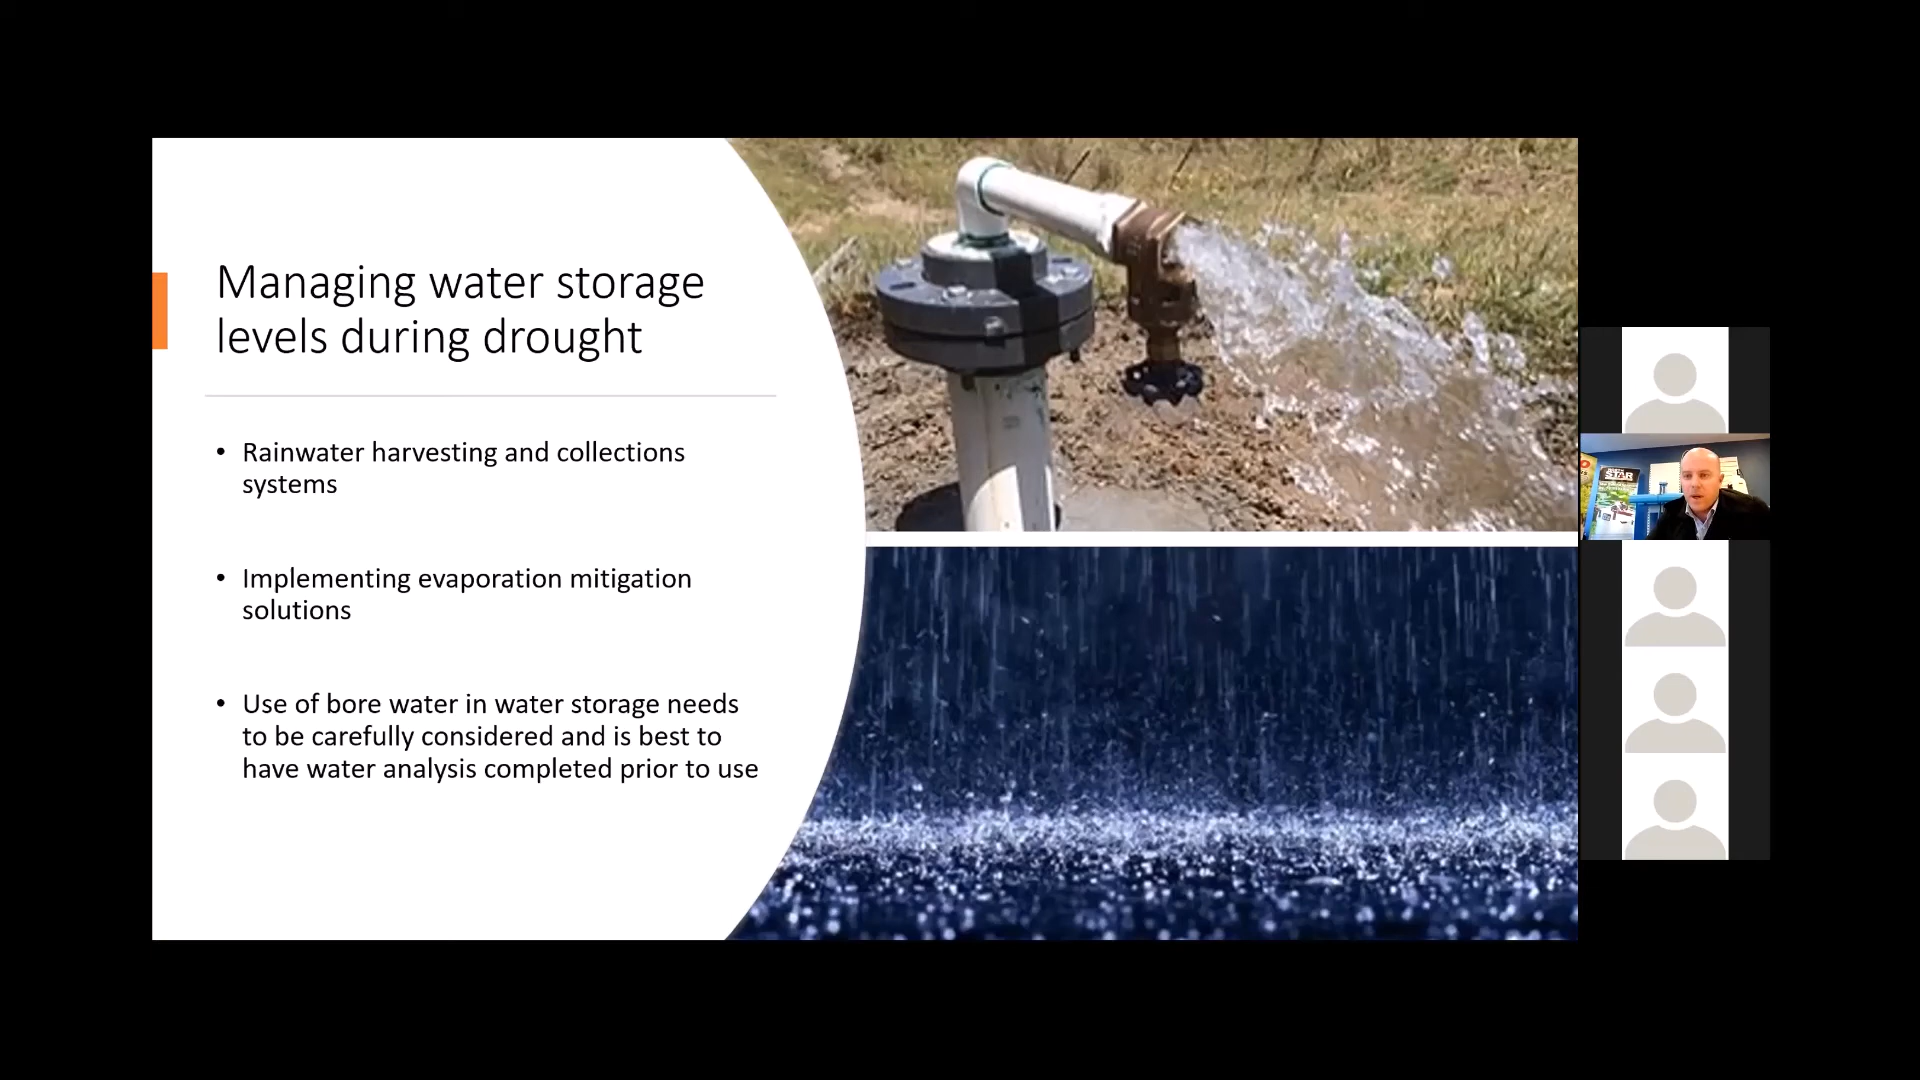 Managing water storage
levels during drought
• Rainwater harvesting and collections
systems
• Implementing evaporation mitigation
solutions
• Use of bore water in water storage needs
to be carefully considered and is best to
have water analysis completed prior to use
STAR